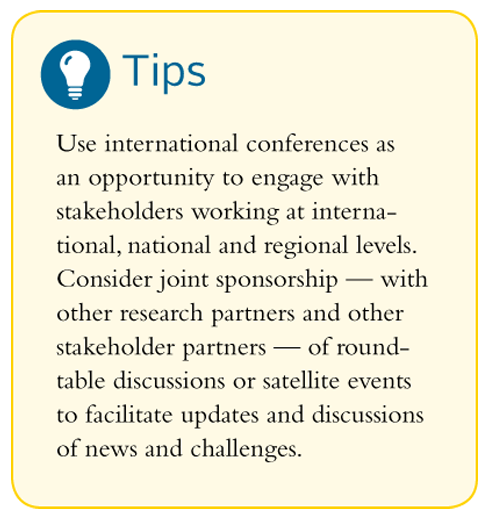 Tips
Use international conferences as
an opportunity to engage with
stakeholders working at interna-
tional, national and regional levels.
Consider joint sponsorship — with
other research partners and other
stakeholder partners — of round-
table discussions or satellite events
to facilitate updates and discussions
of news and challenges.